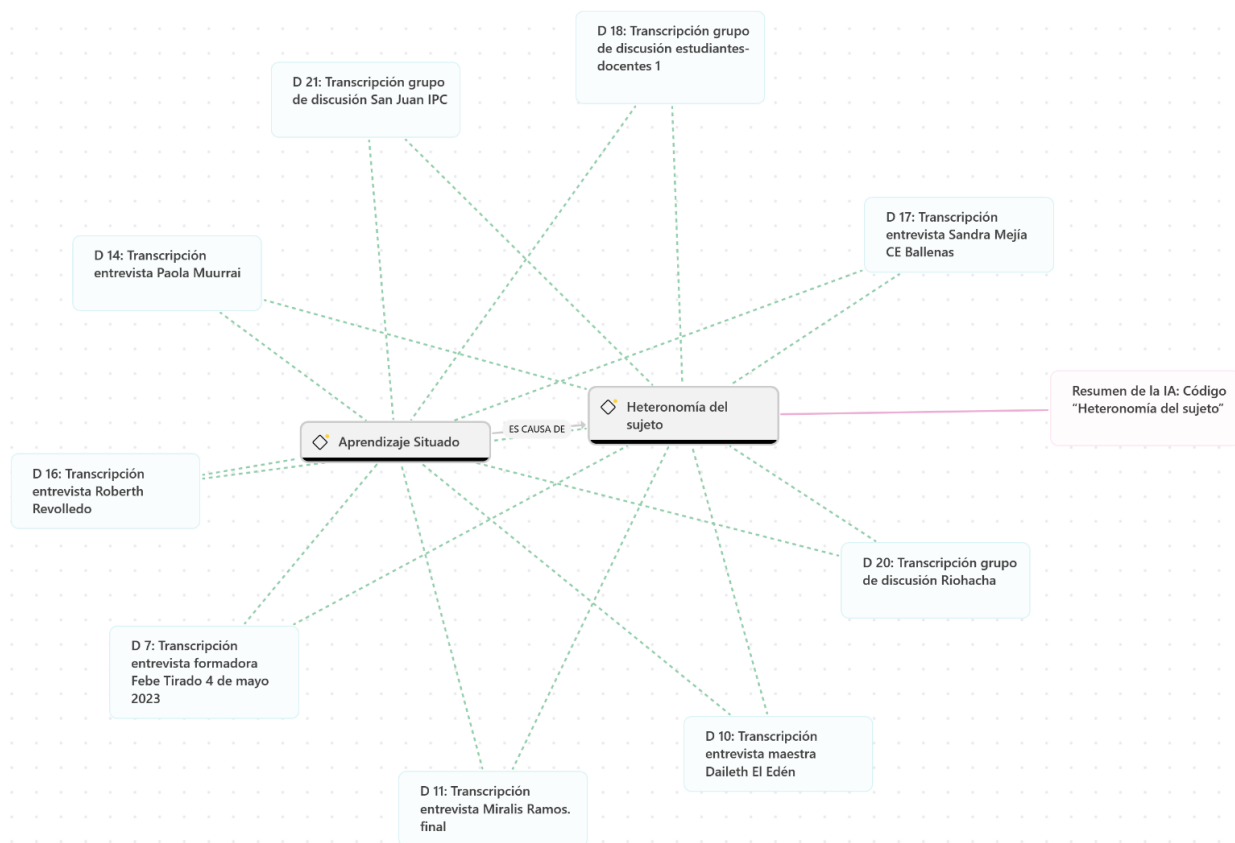 D 18: Transcripción grupo
de discusión estudiantes-
docentes 1
D 21: Transcripción grupo
de discusión San Juan IPC
D 17: Transcripción
entrevista Sandra Mejía
CE Ballenas
D 14: Transcripción
entrevista Paola Muurrai
Resumen de la IA: Código
“Heteronomía del sujeto”
Heteronomía del
sujeto
ES CAUSA DE
Aprendizaje Situado
D 16: Transcripción
entrevista Roberth
Revolledo
D 20: Transcripción grupo
de discusión Riohacha
D 7: Transcripción
entrevista formadora
Febe Tirado 4 de mayo
2023
D 10: Transcripción
entrevista maestra
Daileth El Edén
D 11: Transcripción
entrevista Miralis Ramos.
final